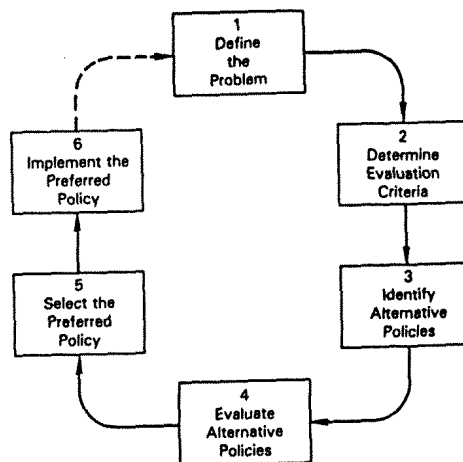 1
Define
the
Problem
2
Determine
Evaluation
Criteria
3
Identify
Alternative
Policies
4
Evaluate
Alternative
Policies
5
Select the
Preferred
Policy
6
Implement the
Preferred
Policy